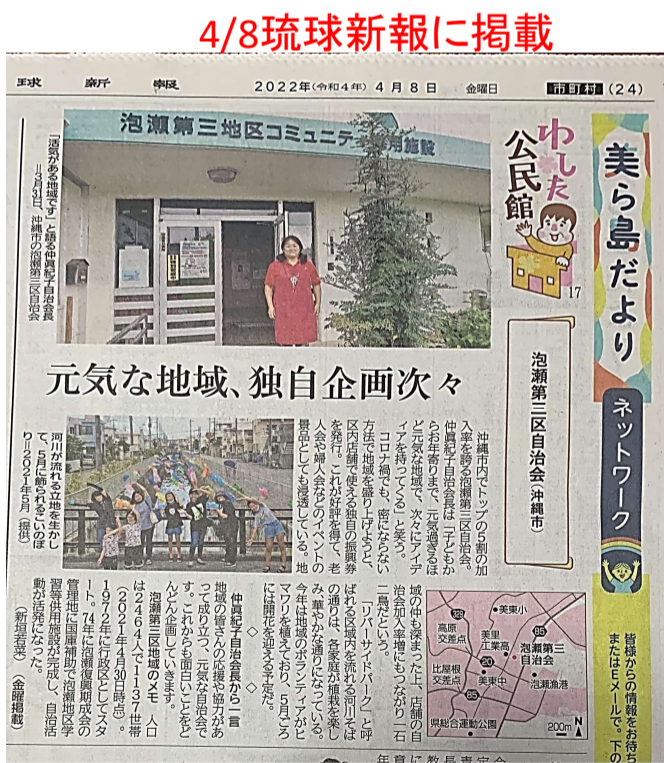 4/8琉球新報に掲載
球 新 報
2022年(令和4年) 4月8日 金曜日
市町村 (24)
美ら島だより
ネットワーク
皆様からの情報をお待ち
またはEメールで。下の
わした
公民館
17
泡瀬第三区自治会(沖縄市)
泡瀬第三地区コミュニティ
用施設
「活気がある地域です」と語る仲眞紀子自治会長
=3月31日、沖縄市の泡瀬第三区自治会
元気な地域、独自企画次々
沖縄市内でトップの5割の加
入率を誇る泡瀬第三区自治会。
仲眞紀子自治会長は「子どもか
らお年寄りまで、元気過ぎるほ
ど元気な地域で、次々にアイデ
ィアを持ってくる」と笑う。
コロナ禍でも、密にならない
方法で地域を盛り上げようと、
区内店舗で使える独自の振興券
を発行。これが好評を得て、老
人会や婦人会などのイベントの
景品としても浸透している。地
河川が流れる立地を生かし
て、5月に飾られるこいのぼ
り=2021年5月(提供)
域の仲も深まった上、店舗の自
治会加入率増にもつながり一石
二鳥だという。
「リバーサイドパーク」と呼
ばれる区域内を流れる河川そば
の通りは、各家庭が植栽を楽し
み、華やかな通りになっている。
今年は地域のボランティアがヒ
マワリを植えており、5月ごろ
には開花を迎える予定だ。
◇ ◇
仲眞紀子自治会長から一言
地域の皆さんの応援や協力があ
って成り立つ、元気な自治会で
す。これからも面白いことをど
んどん企画していきます。
泡瀬第三区地域のメモ 人口
は2464人で1137世帯
(2021年4月30日時点)。
1972年に行政区としてスタ
ート。74年に泡瀬復興期成会の
管理地に国庫補助で泡瀬地区学
習等供用施設が完成し、自治活
動が活発になった。
(新垣若菜) (金曜掲載)
329
美東小
高原
交差点
美里
工業高
85
泡瀬第三
自治会
20
比屋根
交差点
美東中
泡瀬漁港
85
県総合運動公園
200m
N